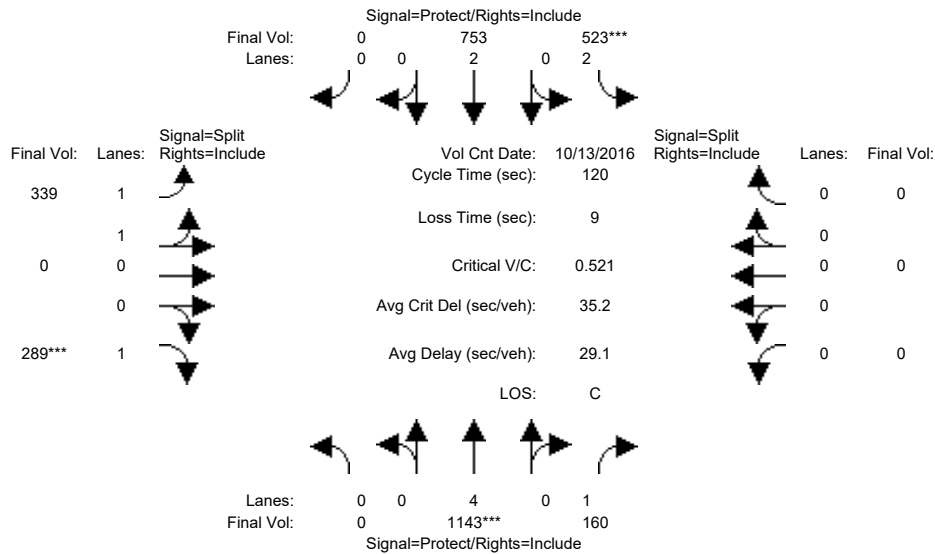 Signal=Protect/Rights=Include
Final Vol: 0 753 523***
Lanes: 0 0 2 0 2
Signal=Split
Rights=Include
Final Vol: Lanes:
Vol Cnt Date: 10/13/2016
Signal=Split
Rights=Include
Lanes: Final Vol:
Cycle Time (sec): 120
339 1 0 0
Loss Time (sec): 9
1 0
0 0 Critical V/C: 0.521 0 0
0 Avg Crit Del (sec/veh): 35.2 0
289*** 1 Avg Delay (sec/veh): 29.1 0 0
LOS: C
Lanes: 0 0 4 0 1
Final Vol: 0 1143*** 160
Signal=Protect/Rights=Include